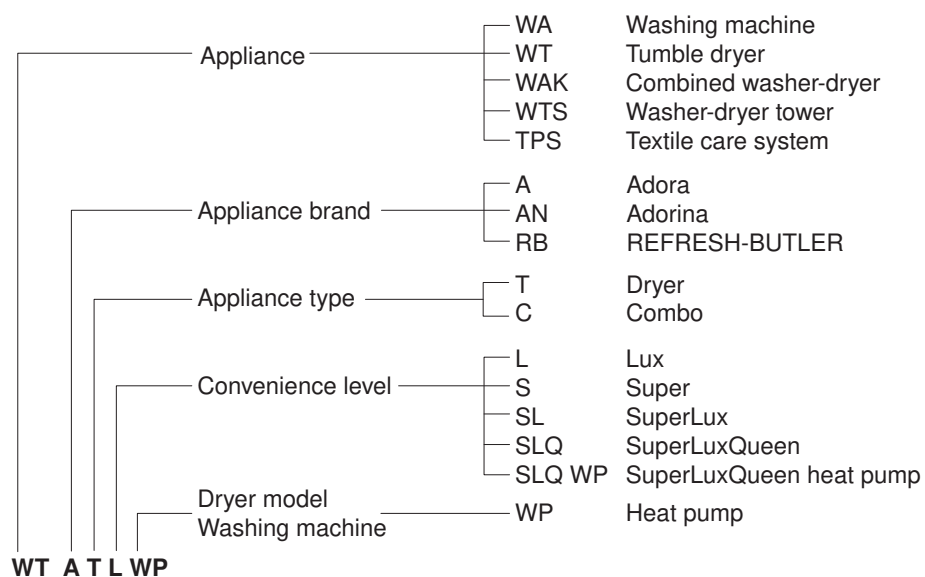 WA Washing machine
Appliance WT Tumble dryer
WAK Combined washer-dryer
WTS Washer-dryer tower
TPS Textile care system
A Adora
Appliance brand AN Adorina
RB REFRESH-BUTLER
T Dryer
Appliance type
C Combo
L Lux
Convenience level S Super
SL SuperLux
SLQ SuperLuxQueen
SLQ WP SuperLuxQueen heat pump
Dryer model
Washing machine WP Heat pump
WT A T L WP